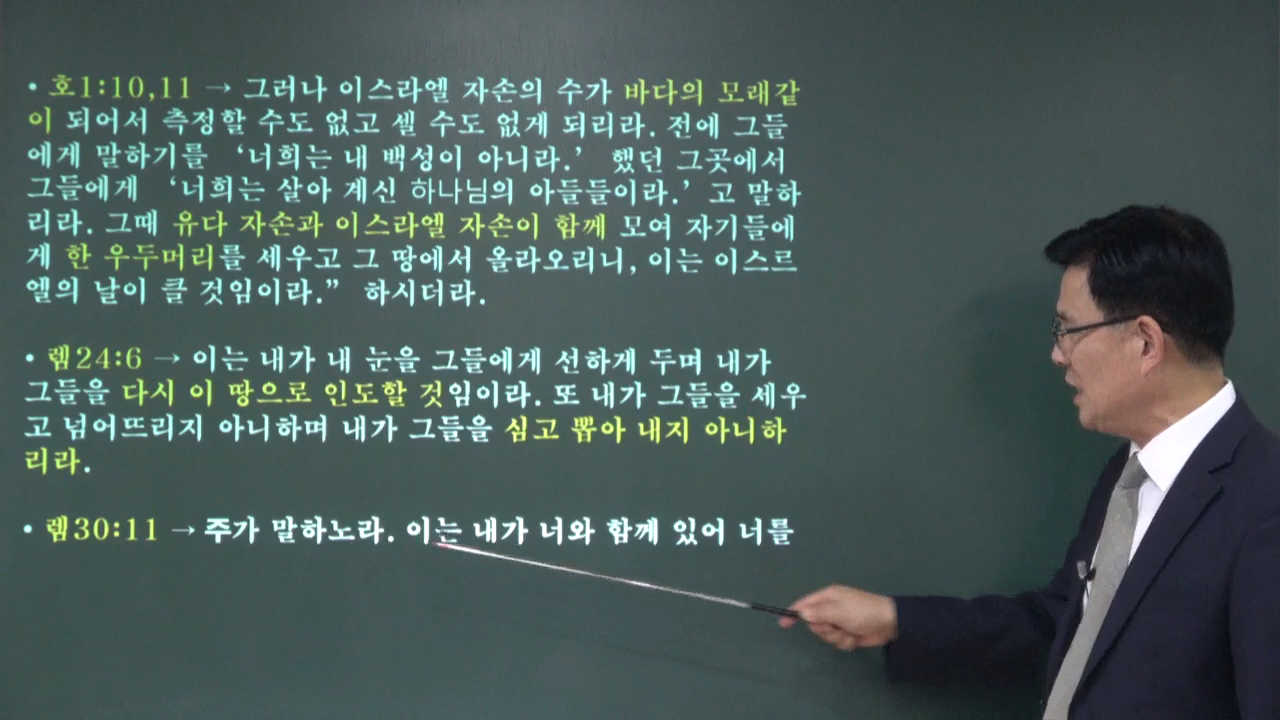 • 호1:10,11 → 그러나 이스라엘 자손의 수가 바다의 모래같
이 되어서 측정할 수도 없고 셀 수도 없게 되리라. 전에 그들
에게 말하기를 ‘너희는 내 백성이 아니라.’ 했던 그곳에서
그들에게 ‘너희는 살아 계신 하나님의 아들들이라.’ 고 말하
리라. 그때 유다 자손과 이스라엘 자손이 함께 모여 자기들에
게 한 우두머리를 세우고 그 땅에서 올라오리니, 이는 이스르
엘의 날이 클 것임이라.” 하시더라.
• 렘24:6 → 이는 내가 내 눈을 그들에게 선하게 두며 내가
그들을 다시 이 땅으로 인도할 것임이라. 또 내가 그들을 세우
고 넘어뜨리지 아니하며 내가 그들을 심고 뽑아 내지 아니하
리라.
• 렘30:11 → 주가 말하노라. 이는 내가 너와 함께 있어 너를